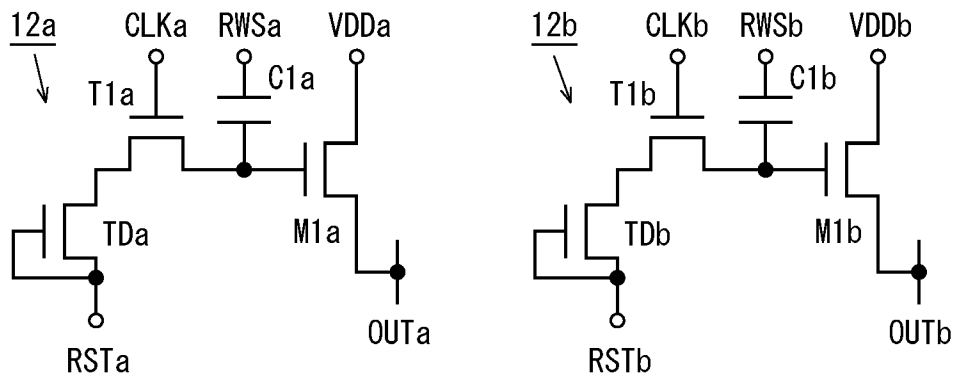 12a CLKa RWSa VDDa
T1a C1a
TDa M1a
OUTa
RSTa
12b CLKb RWSb VDDb
T1b C1b
TDb M1b
OUTb
RSTb